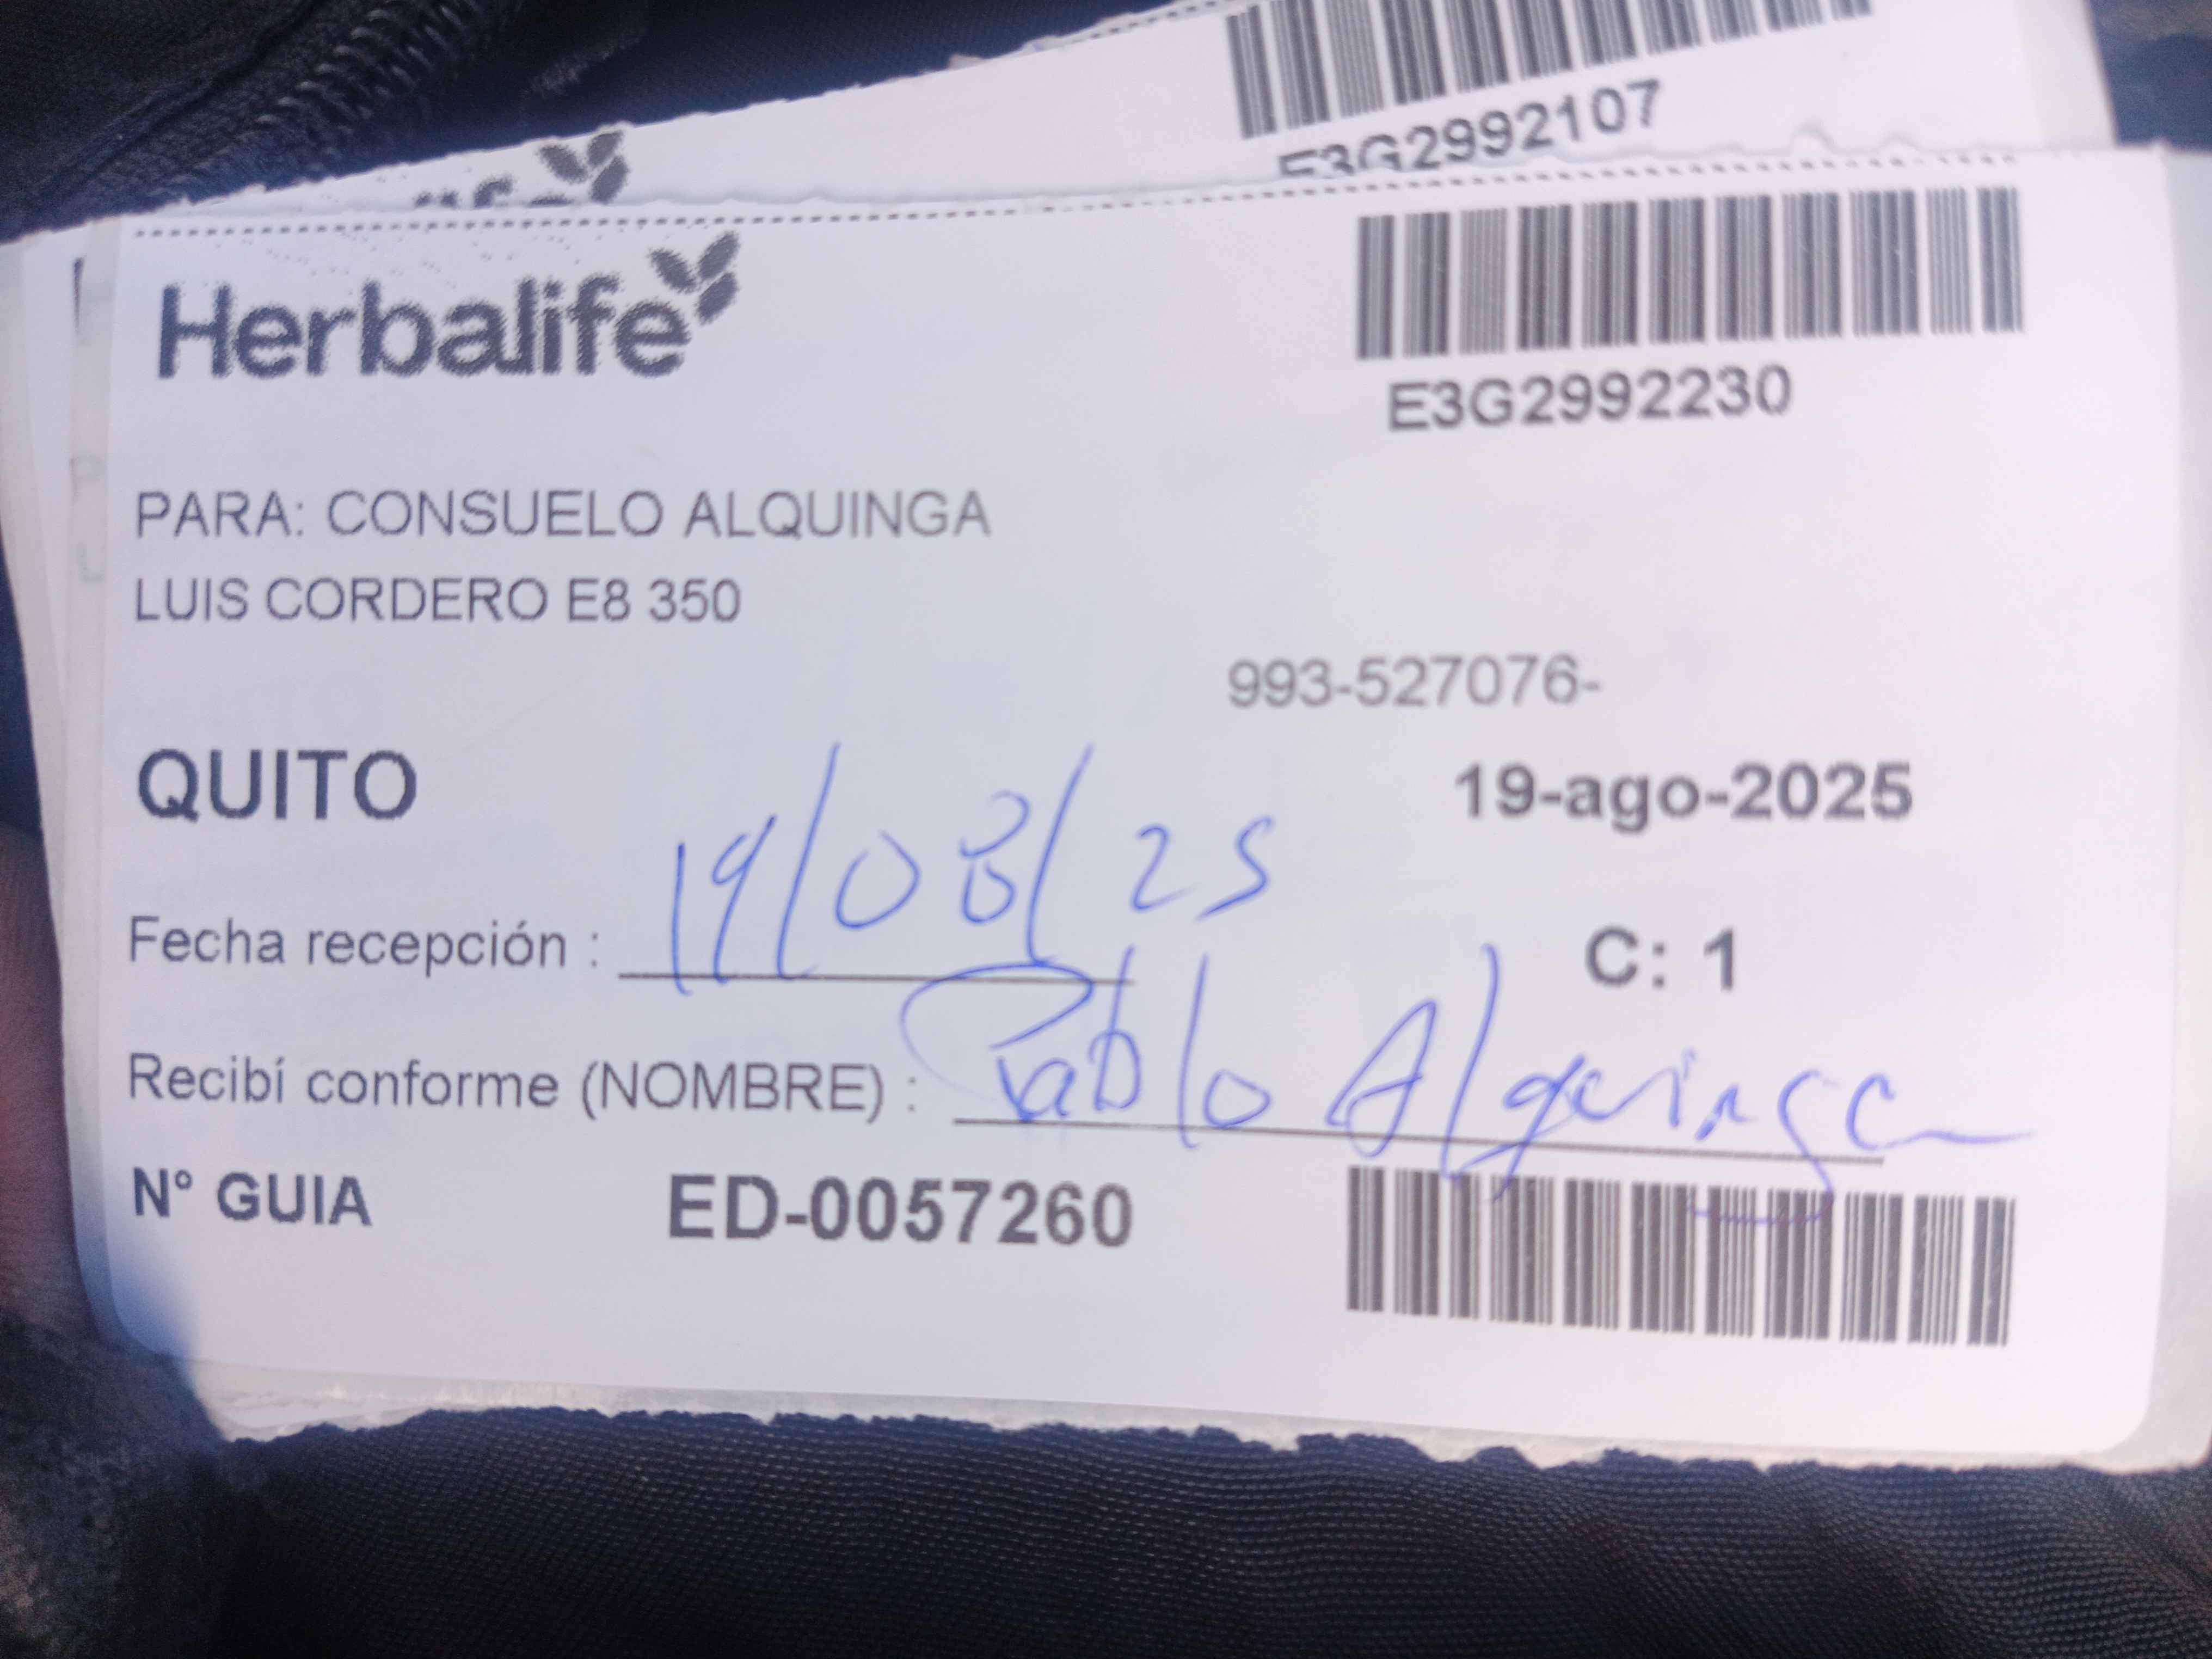 E3G2992107
Herbalife
E3G2992230
PARA: CONSUELO ALQUINGA
LUIS CORDERO E8 350
993-527076-
QUITO
19-ago-2025
Fecha recepción : 19/08/25
C: 1
Recibí conforme (NOMBRE) : Pablo Alquinga
N° GUIA ED-0057260